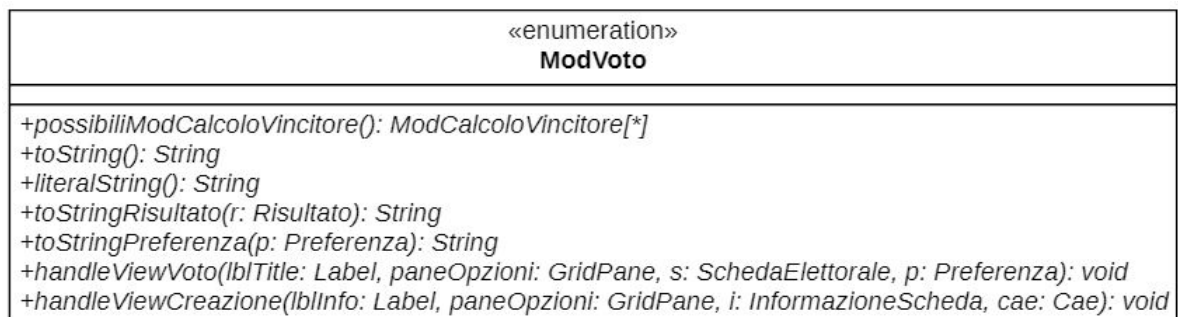 «enumeration»
ModVoto
+possibiliModCalcoloVincitore(): ModCalcoloVincitore[*]
+toString(): String
+literalString(): String
+toStringRisultato(r: Risultato): String
+toStringPreferenza(p: Preferenza): String
+handleViewVoto(lblTitle: Label, paneOpzioni: GridPane, s: SchedaElettorale, p: Preferenza): void
+handleViewCreazione(lblInfo: Label, paneOpzioni: GridPane, i: InformazioneScheda, cae: Cae): void